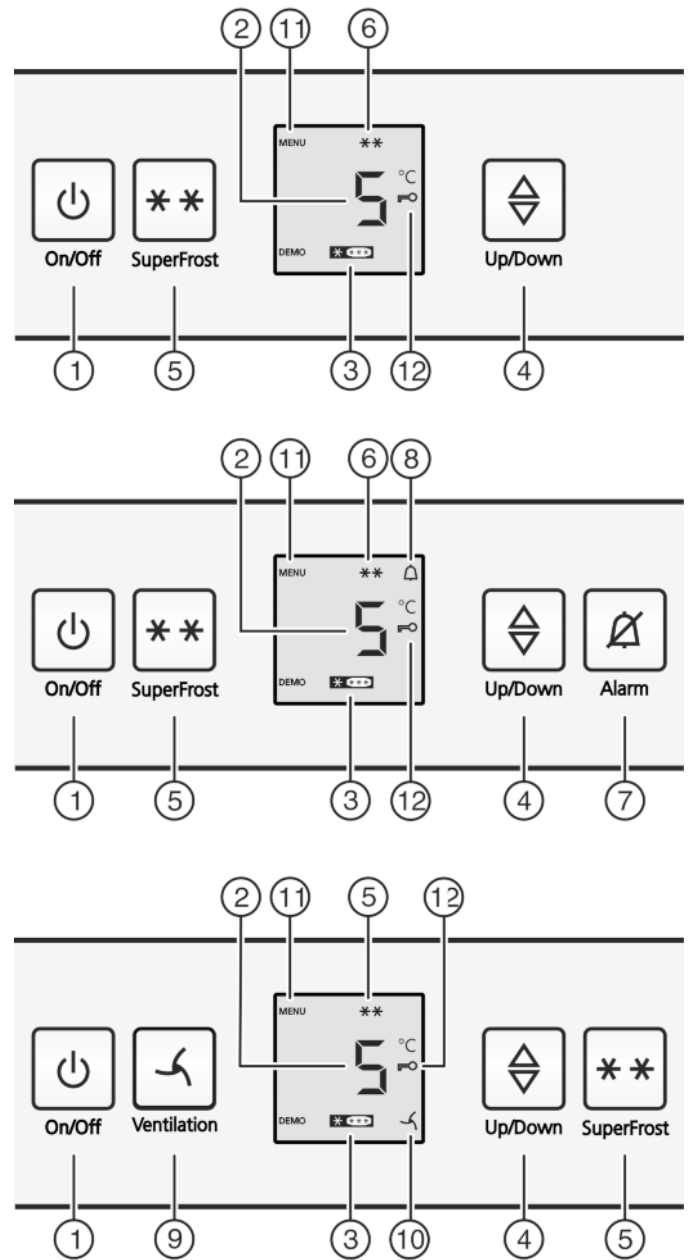 2 11 6
MENU **
5 °C
On/Off SuperFrost DEMO * *** Up/Down
1 5 3 12 4
2 11 6 8
MENU **
5 °C
On/Off SuperFrost DEMO * *** Up/Down Alarm
1 5 3 12 4 7
2 11 5 12
MENU **
5 °C
On/Off Ventilation DEMO * *** Up/Down SuperFrost
1 9 3 10 4 5